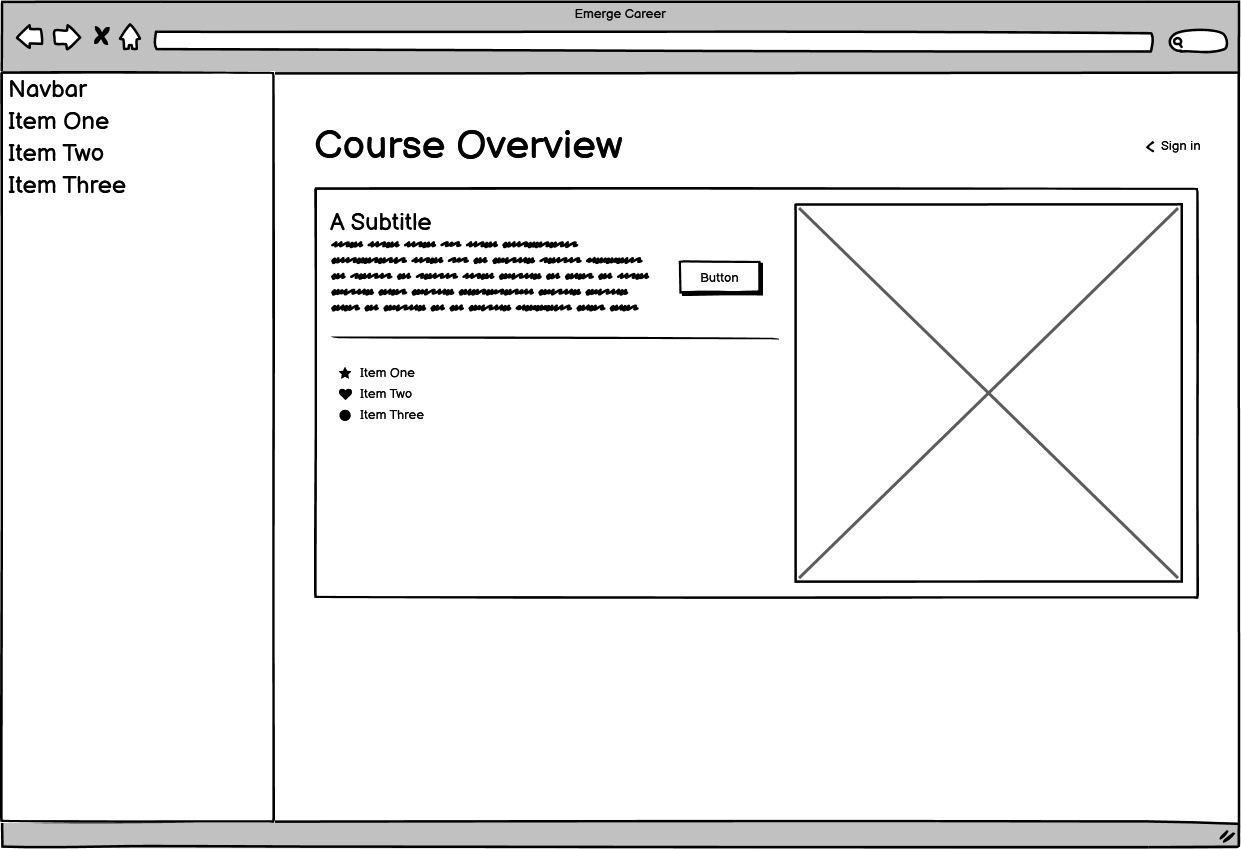 Emerge Career
Navbar
Item One
Item Two
Item Three
Course Overview
Sign in
A Subtitle
Button
Item One
Item Two
Item Three